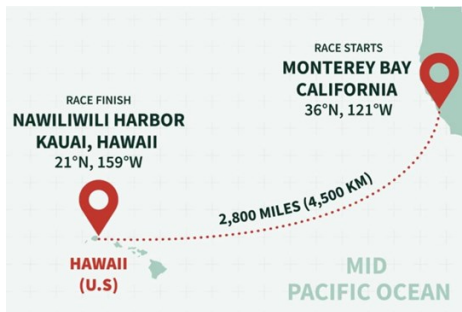 RACE STARTS
MONTEREY BAY
CALIFORNIA
36°N, 121°W
RACE FINISH
NAWILIWILI HARBOR
KAUAI, HAWAII
21°N, 159°W
2,800 MILES (4,500 KM)
HAWAII
(U.S)
MID
PACIFIC OCEAN